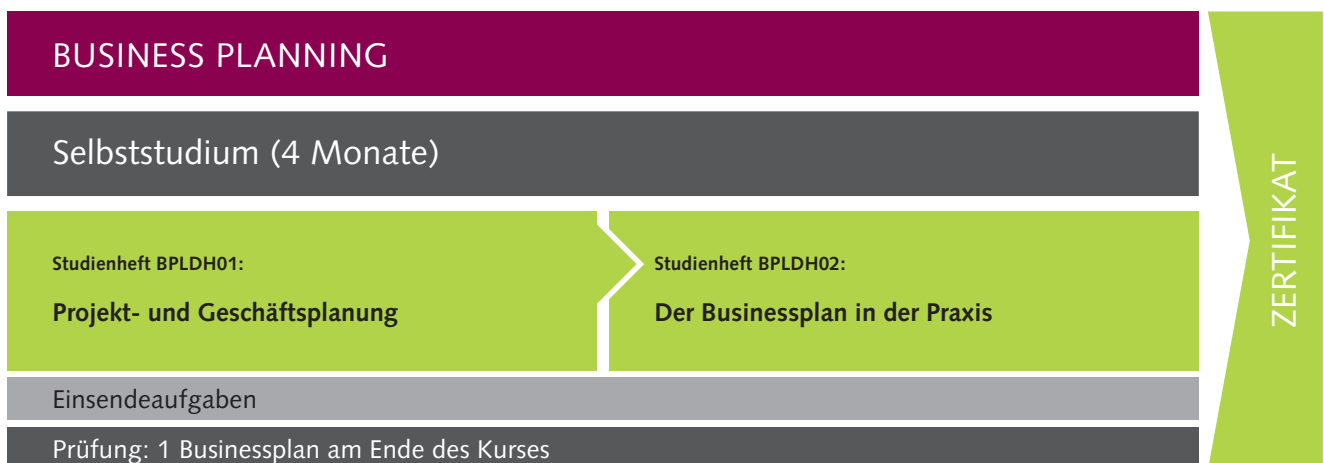 BUSINESS PLANNING
Selbststudium (4 Monate)
Studienheft BPLDH01:
Projekt- und Geschäftsplanung
Studienheft BPLDH02:
Der Businessplan in der Praxis
Einsendeaufgaben
Prüfung: 1 Businessplan am Ende des Kurses
ZERTIFIKAT